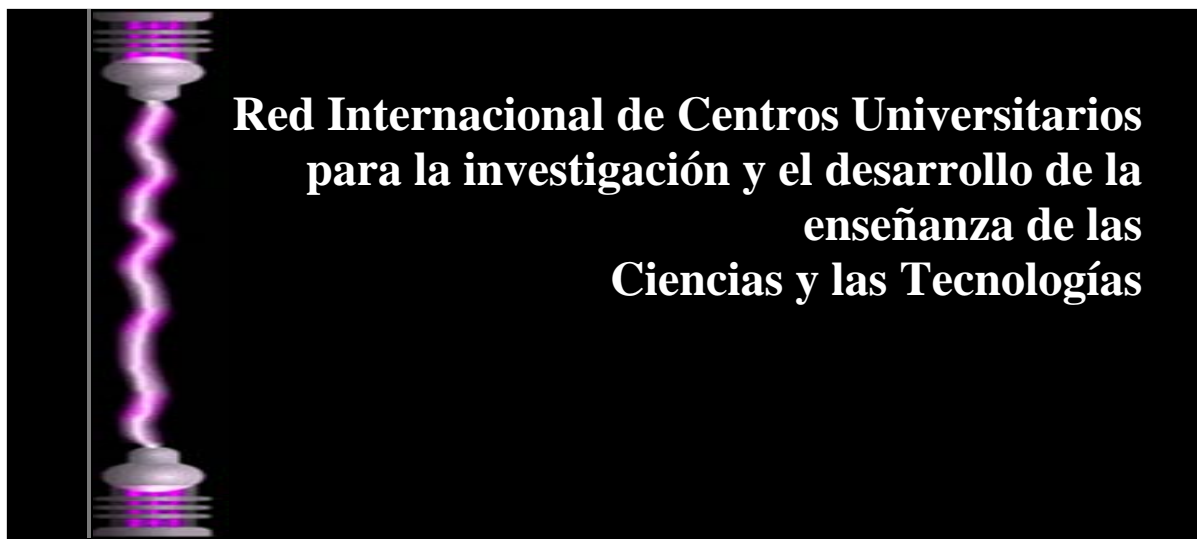 Red Internacional de Centros Universitarios
para la investigación y el desarrollo de la
enseñanza de las
Ciencias y las Tecnologías